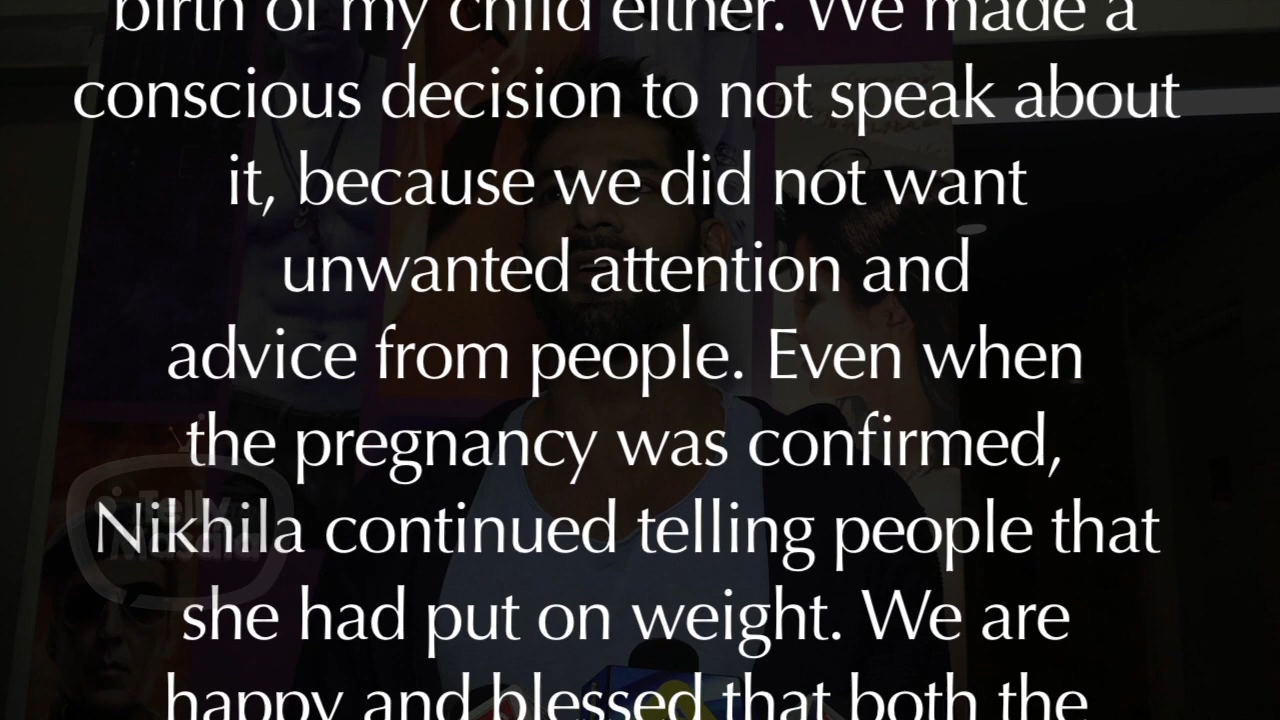 birth of my child either. We made a
conscious decision to not speak about
it, because we did not want
unwanted attention and
advice from people. Even when
the pregnancy was confirmed,
Nikhila continued telling people that
she had put on weight. We are
happy and blessed that both the
Telly
Masala